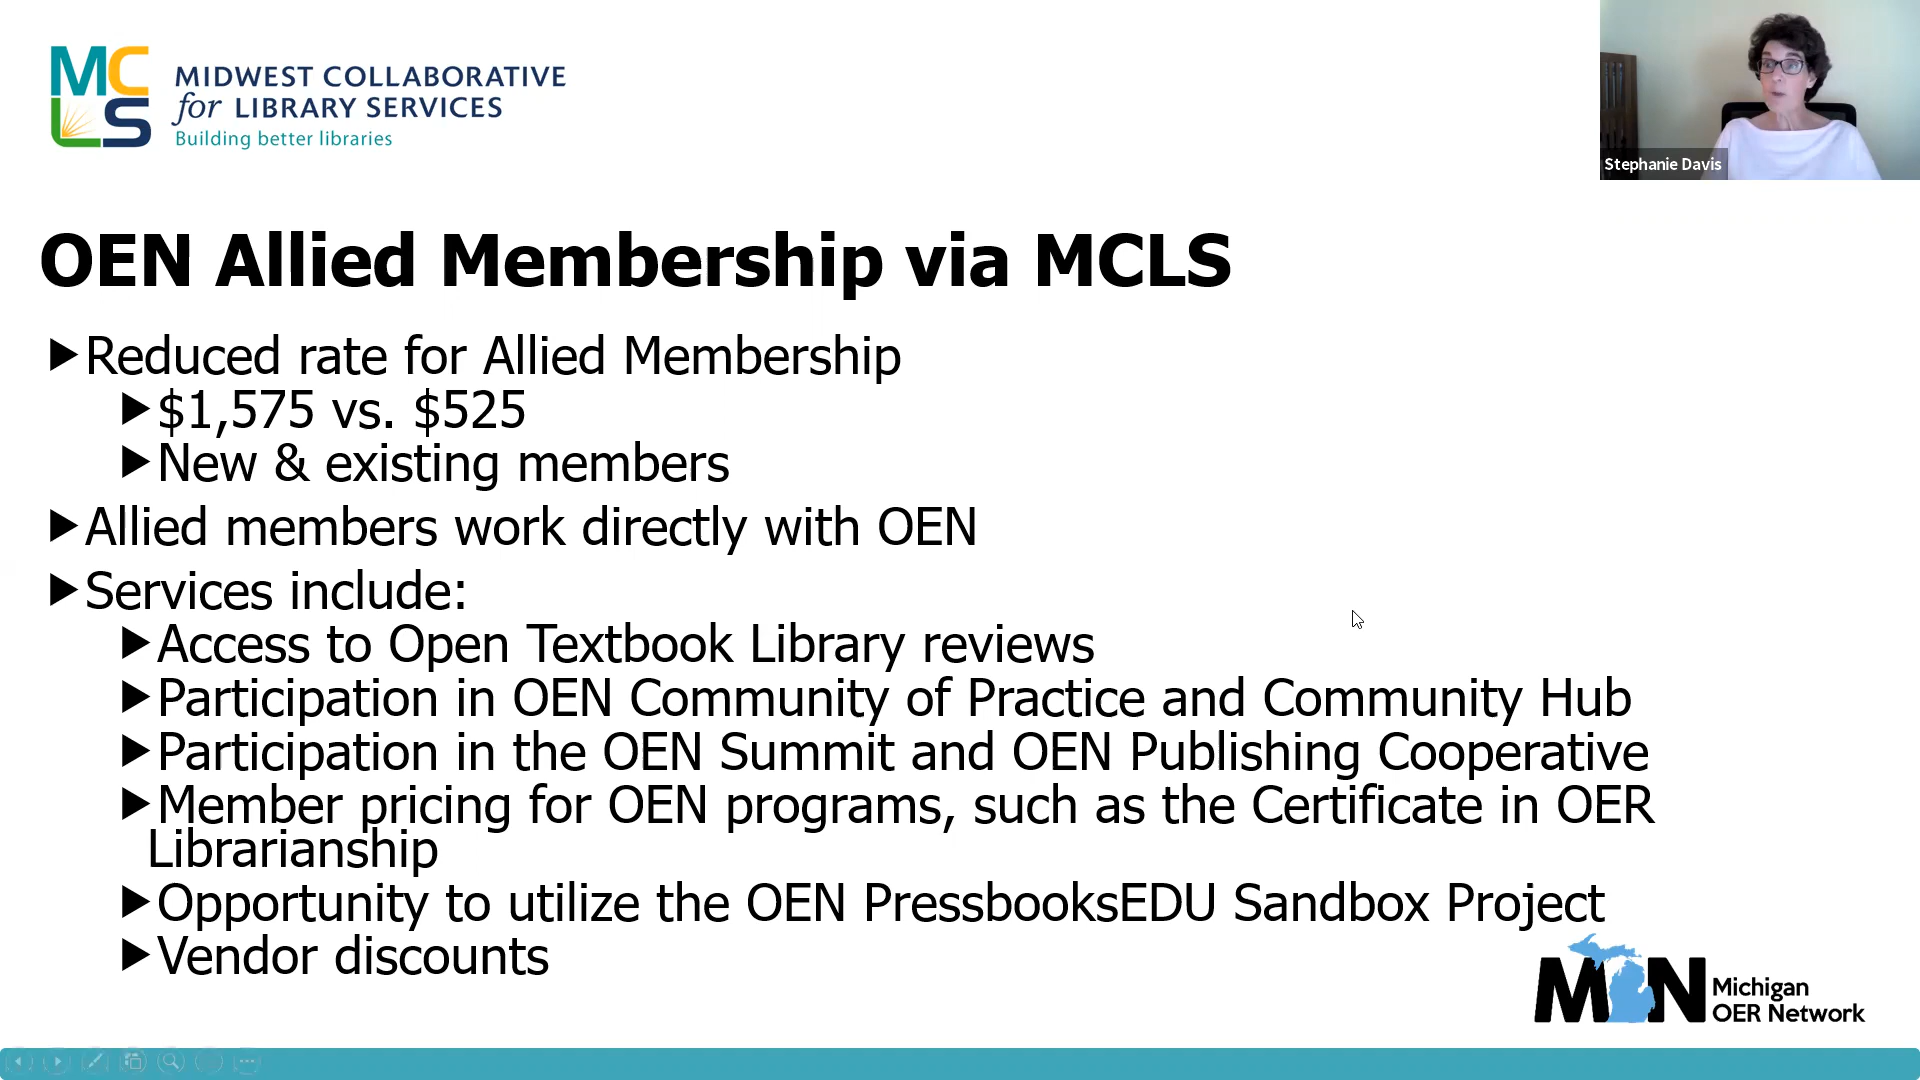 MCLS
MIDWEST COLLABORATIVE
for LIBRARY SERVICES
Building better libraries
Stephanie Davis
OEN Allied Membership via MCLS
Reduced rate for Allied Membership
$1,575 vs. $525
New & existing members
Allied members work directly with OEN
Services include:
Access to Open Textbook Library reviews
Participation in OEN Community of Practice and Community Hub
Participation in the OEN Summit and OEN Publishing Cooperative
Member pricing for OEN programs, such as the Certificate in OER
Librarianship
Opportunity to utilize the OEN PressbooksEDU Sandbox Project
Vendor discounts
MON
Michigan
OER Network